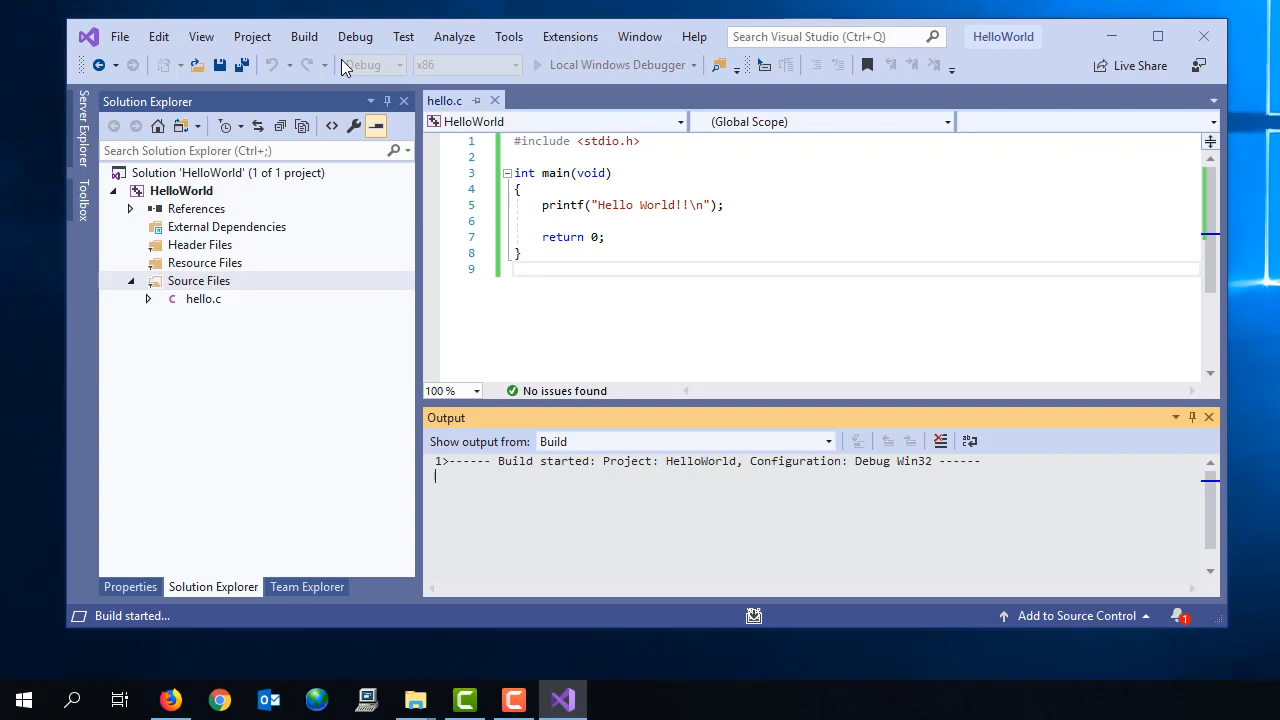 File Edit View Project Build Debug Test Analyze Tools Extensions Window Help Search Visual Studio (Ctrl+Q) HelloWorld
Debug x86 Local Windows Debugger Live Share
Server Explorer
Toolbox
Solution Explorer
Search Solution Explorer (Ctrl+;)
Solution 'HelloWorld' (1 of 1 project)
HelloWorld
References
External Dependencies
Header Files
Resource Files
Source Files
C hello.c
Properties Solution Explorer Team Explorer
hello.c
HelloWorld (Global Scope)
1 #include <stdio.h>
2
3 int main(void)
4 {
5 printf("Hello World!!\n");
6
7 return 0;
8 }
9
100 % No issues found
Output
Show output from: Build
1>------ Build started: Project: HelloWorld, Configuration: Debug Win32 ------
Build started... Add to Source Control 1